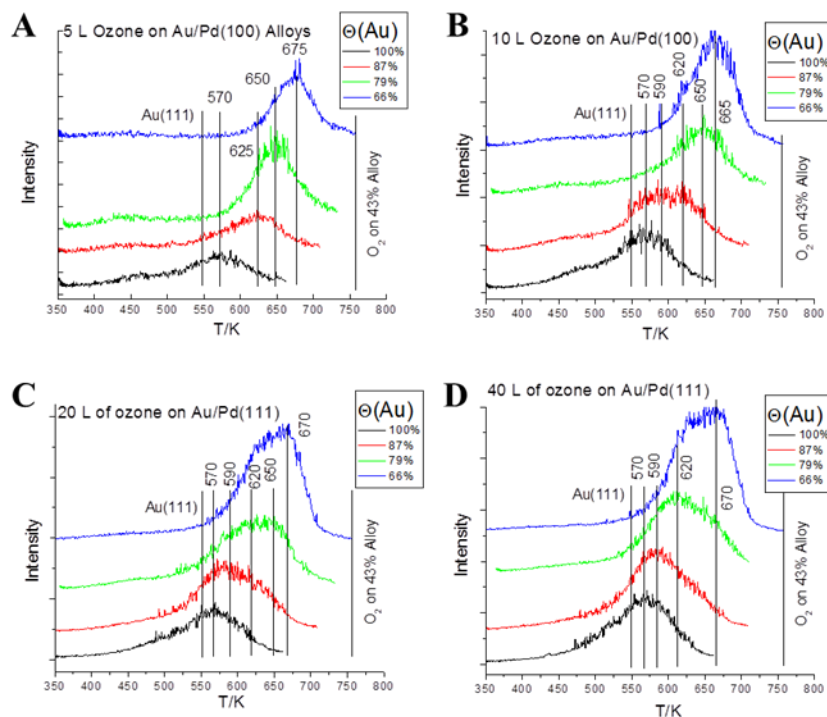 A
5 L Ozone on Au/Pd(100) Alloys
675
650
570
Au(111)
625
Θ(Au)
100%
87%
79%
66%
Intensity
O₂ on 43% Alloy
350 400 450 500 550 600 650 700 750 800
T/K
B
10 L Ozone on Au/Pd(100)
620
570
590
Au(111)
650
665
Θ(Au)
100%
87%
79%
66%
Intensity
O₂ on 43% Alloy
350 400 450 500 550 600 650 700 750 800
T/K
C
20 L of ozone on Au/Pd(111)
670
570
590
620
650
Au(111)
Θ(Au)
100%
87%
79%
66%
Intensity
O₂ on 43% Alloy
350 400 450 500 550 600 650 700 750 800
T/K
D
40 L of ozone on Au/Pd(111)
570
590
620
Au(111)
670
Θ(Au)
100%
87%
79%
66%
Intensity
O₂ on 43% Alloy
350 400 450 500 550 600 650 700 750 800
T/K